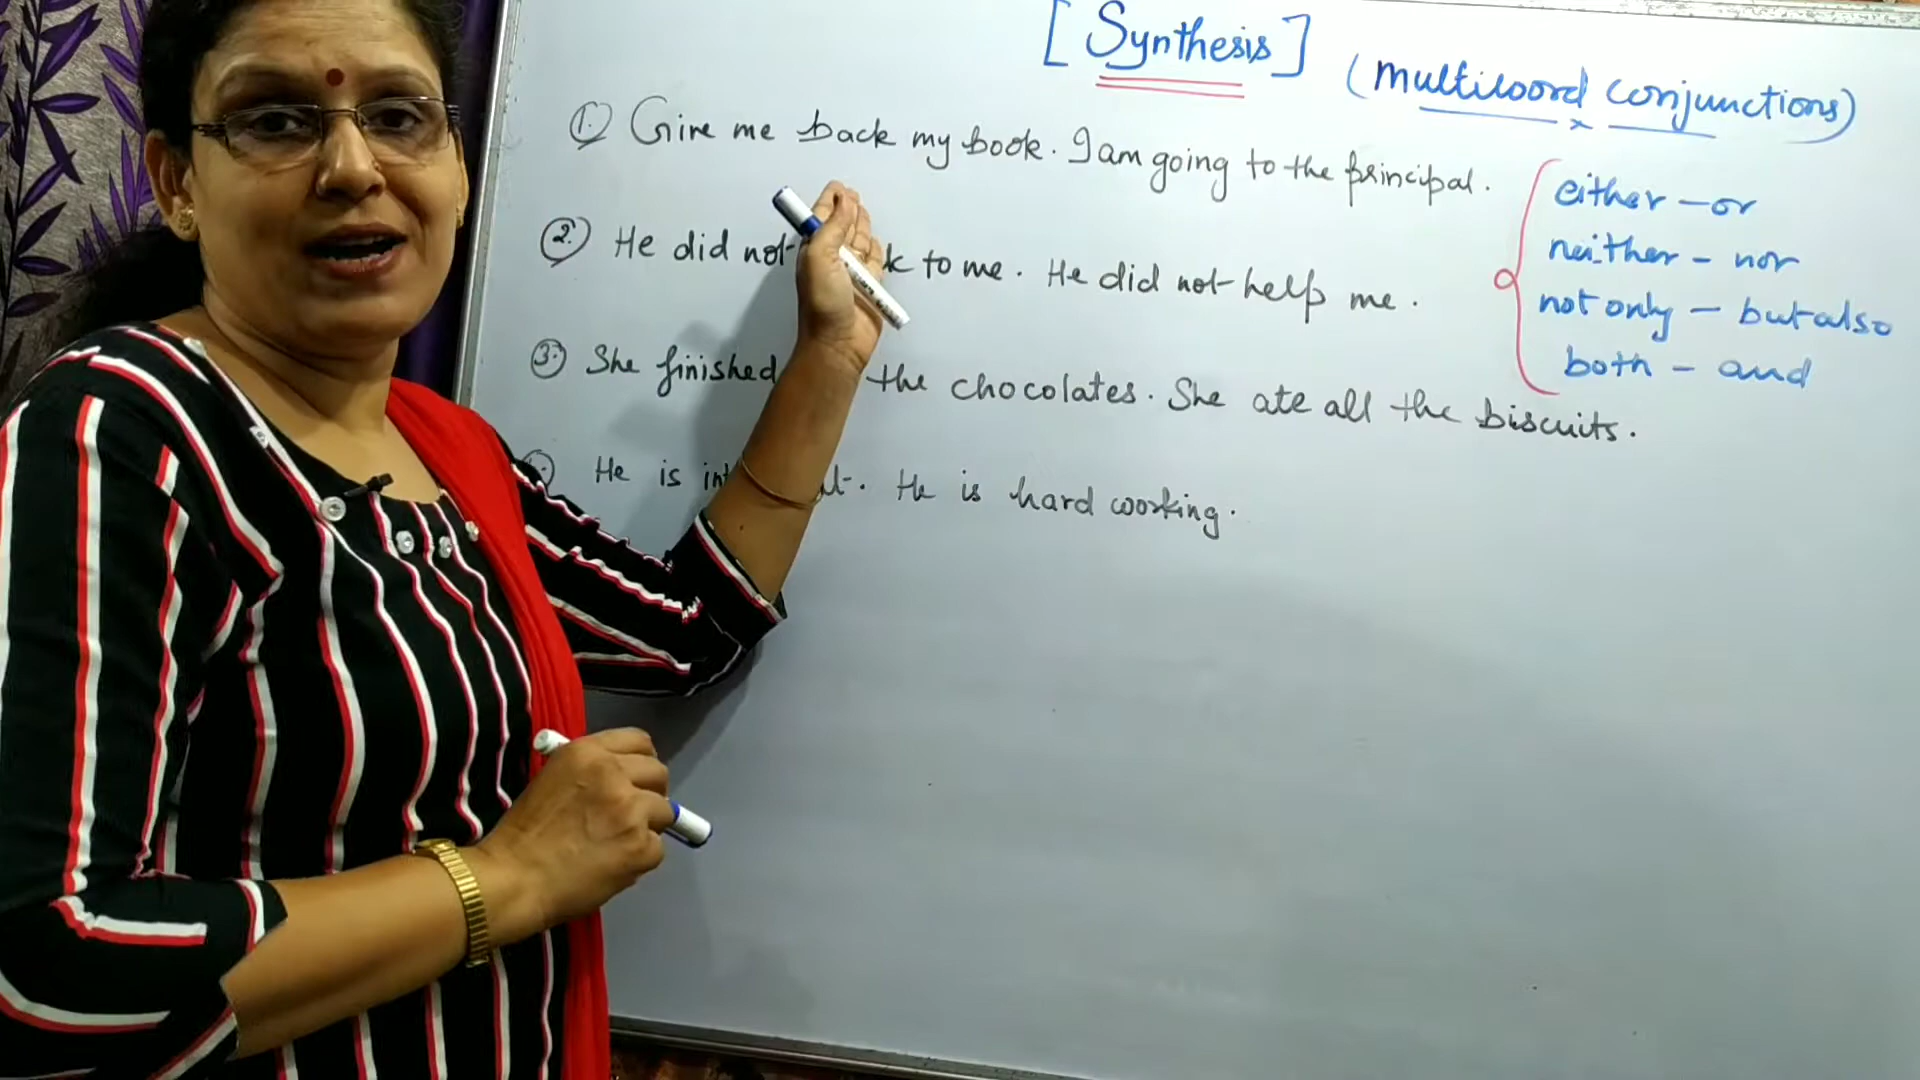 [Synthesis]
(multiword conjunctions)
1. Give me back my book. I am going to the principal.
2. He did not to me. He did not help me.
3. She finished the chocolates. She ate all the biscuits.
He is . He is hard working.
either - or
neither - nor
not only - but also
both - and